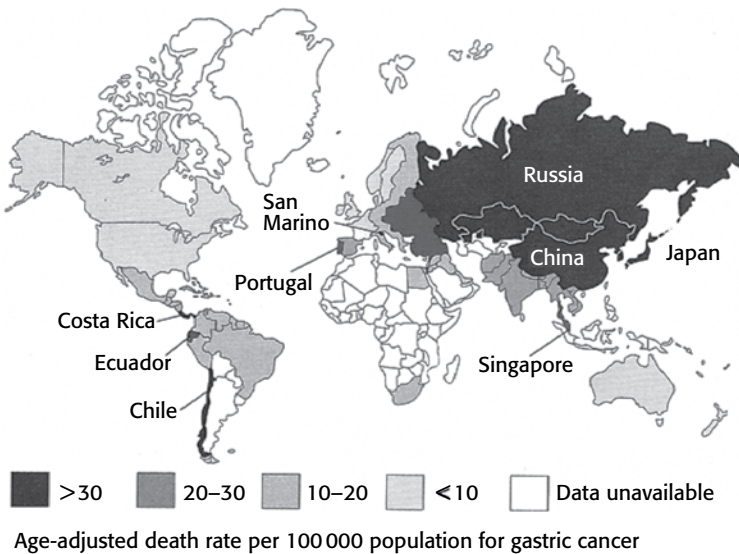 Russia
San
Marino
China
Japan
Portugal
Costa Rica
Ecuador
Singapore
Chile
>30
20–30
10–20
⩽10
Data unavailable
Age-adjusted death rate per 100 000 population for gastric cancer